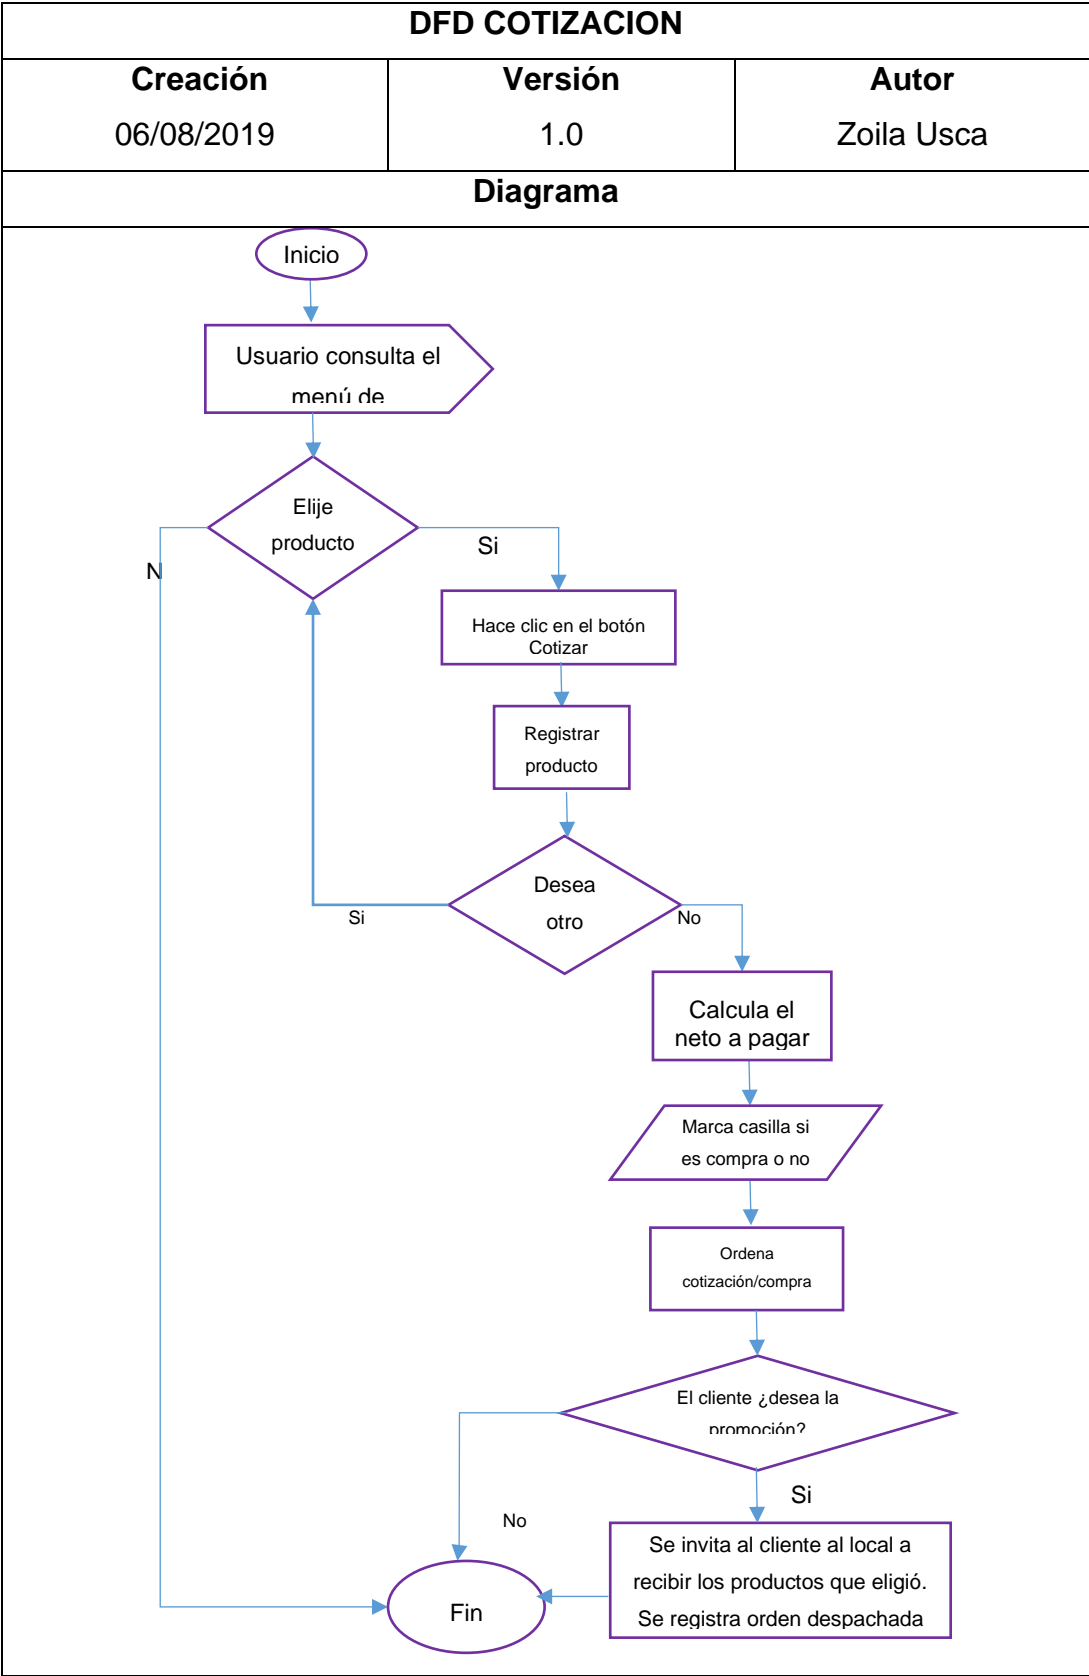 DFD COTIZACION
Creación
Versión
Autor
06/08/2019
1.0
Zoila Usca
Diagrama
Inicio
Usuario consulta el
menú de
Elije
producto
Si
N
Hace clic en el botón
Cotizar
Registrar
producto
Desea
otro
Si
No
Calcula el
neto a pagar
Marca casilla si
es compra o no
Ordena
cotización/compra
El cliente ¿desea la
promoción?
Si
No
Se invita al cliente al local a
recibir los productos que eligió.
Se registra orden despachada
Fin